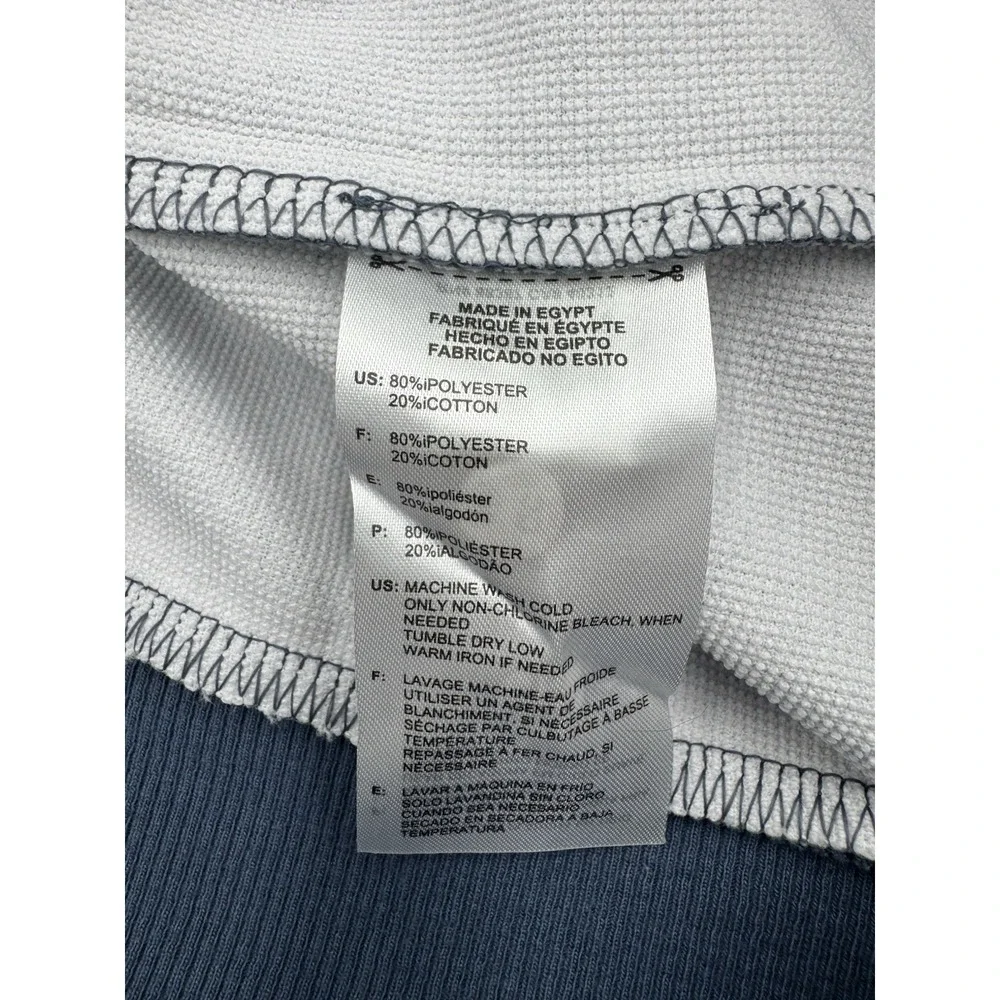 MADE IN EGYPT
FABRIQUÉ EN ÉGYPTE
HECHO EN EGIPTO
FABRICADO NO EGITO
US: 80%iPOLYESTER
20%iCOTTON
F: 80%iPOLYESTER
20%iCOTON
E: 80%ipoliéster
20%ialgodón
P: 80%iPOLIÉSTER
20%iALGODÃO
US: MACHINE WASH COLD
ONLY NON-CHLORINE BLEACH, WHEN
NEEDED
TUMBLE DRY LOW
WARM IRON IF NEEDED
F: LAVAGE MACHINE-EAU FROIDE
UTILISER UN AGENT DE
BLANCHIMENT, SI NÉCESSAIRE
SÉCHAGE PAR CULBUTAGE À BASSE
TEMPÉRATURE
REPASSAGE À FER CHAUD, SI
NÉCESSAIRE
E: LAVAR A MAQUINA EN FRIO
SOLO LAVANDINA SIN CLORO
CUANDO SEA NECESARIO
SECADO EN SECADORA A BAJA
TEMPERATURA